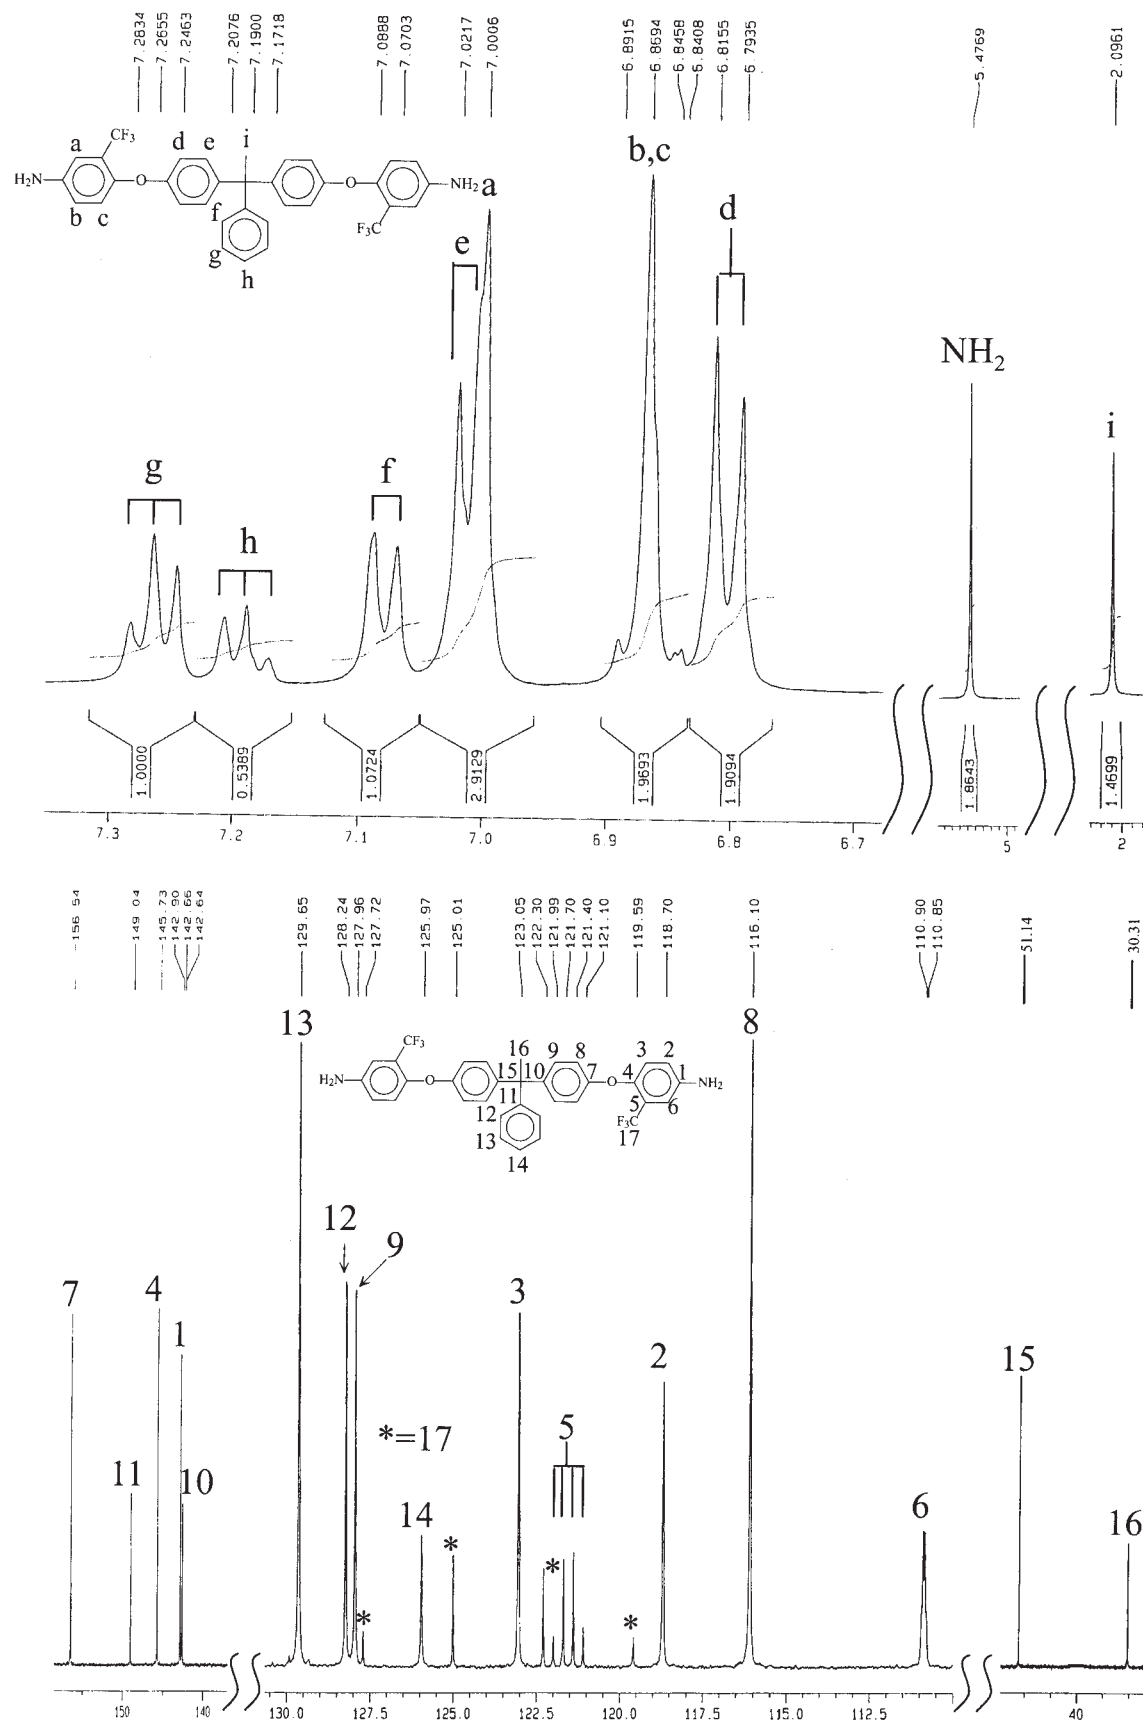 7.2834 7.2655 7.2463 7.2076 7.1900 7.1718 7.0888 7.0703 7.0217 7.0006 6.8915 6.8694 6.8458 6.8408 6.8155 6.7935 5.4769 2.0961
CF3 i
a d e
H2N O O NH2
b c f F3C
g
h
b,c
a
d
e
NH2
i
g
f
h
1.0000 0.5389 1.0724 2.9129 1.9693 1.9094 1.8643 1.4699
7.3 7.2 7.1 7.0 6.9 6.8 6.7 5 2
156.54 149.04 145.73 142.90 142.66 142.64 129.65 128.24 127.96 127.72 125.97 125.01 123.05 122.30 121.99 121.70 121.40 121.10 119.59 118.70 116.10 110.90 110.85 51.14 30.31
13 8
CF3 16 9 8 3 2
H2N O 15 10 7 O 4 1 NH2
11 5 6
12 F3C
13 17
14
12
9
7 4 3
1 2 15
*=17 5
11 10 14 * * 6 16
* *
150 140 130.0 127.5 125.0 122.5 120.0 117.5 115.0 112.5 40